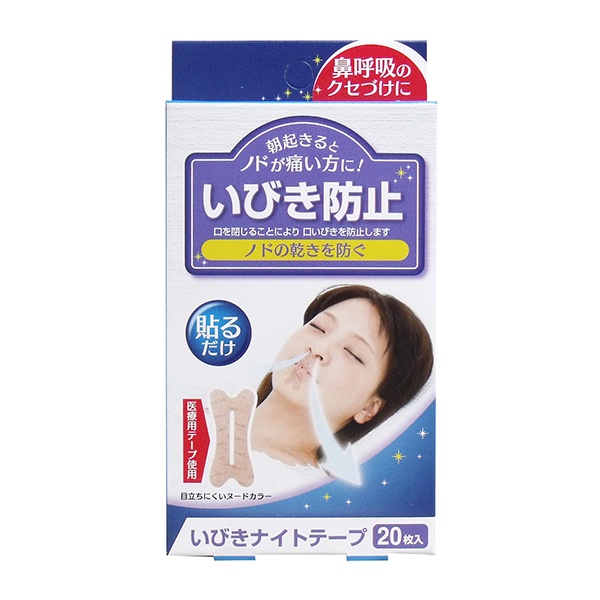 鼻呼吸の
クセづけに
朝起きると
ノドが痛い方に!
いびき防止
口を閉じることにより 口いびきを防止します
ノドの乾きを防ぐ
貼る
だけ
医療用テープ使用
目立ちにくいヌードカラー
いびきナイトテープ 20枚入